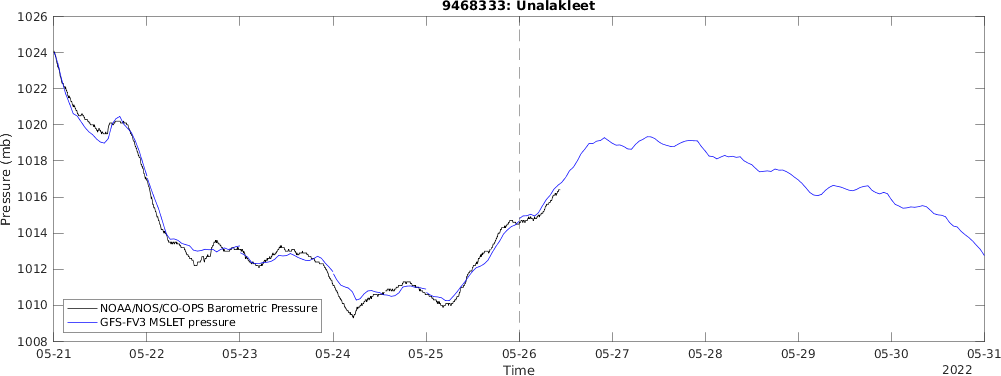 9468333: Unalakleet
1026
1024
1022
1020
1018
1016
1014
1012
1010
1008
Pressure (mb)
NOAA/NOS/CO-OPS Barometric Pressure
GFS-FV3 MSLET pressure
05-21 05-22 05-23 05-24 05-25 05-26 05-27 05-28 05-29 05-30 05-31
Time
2022